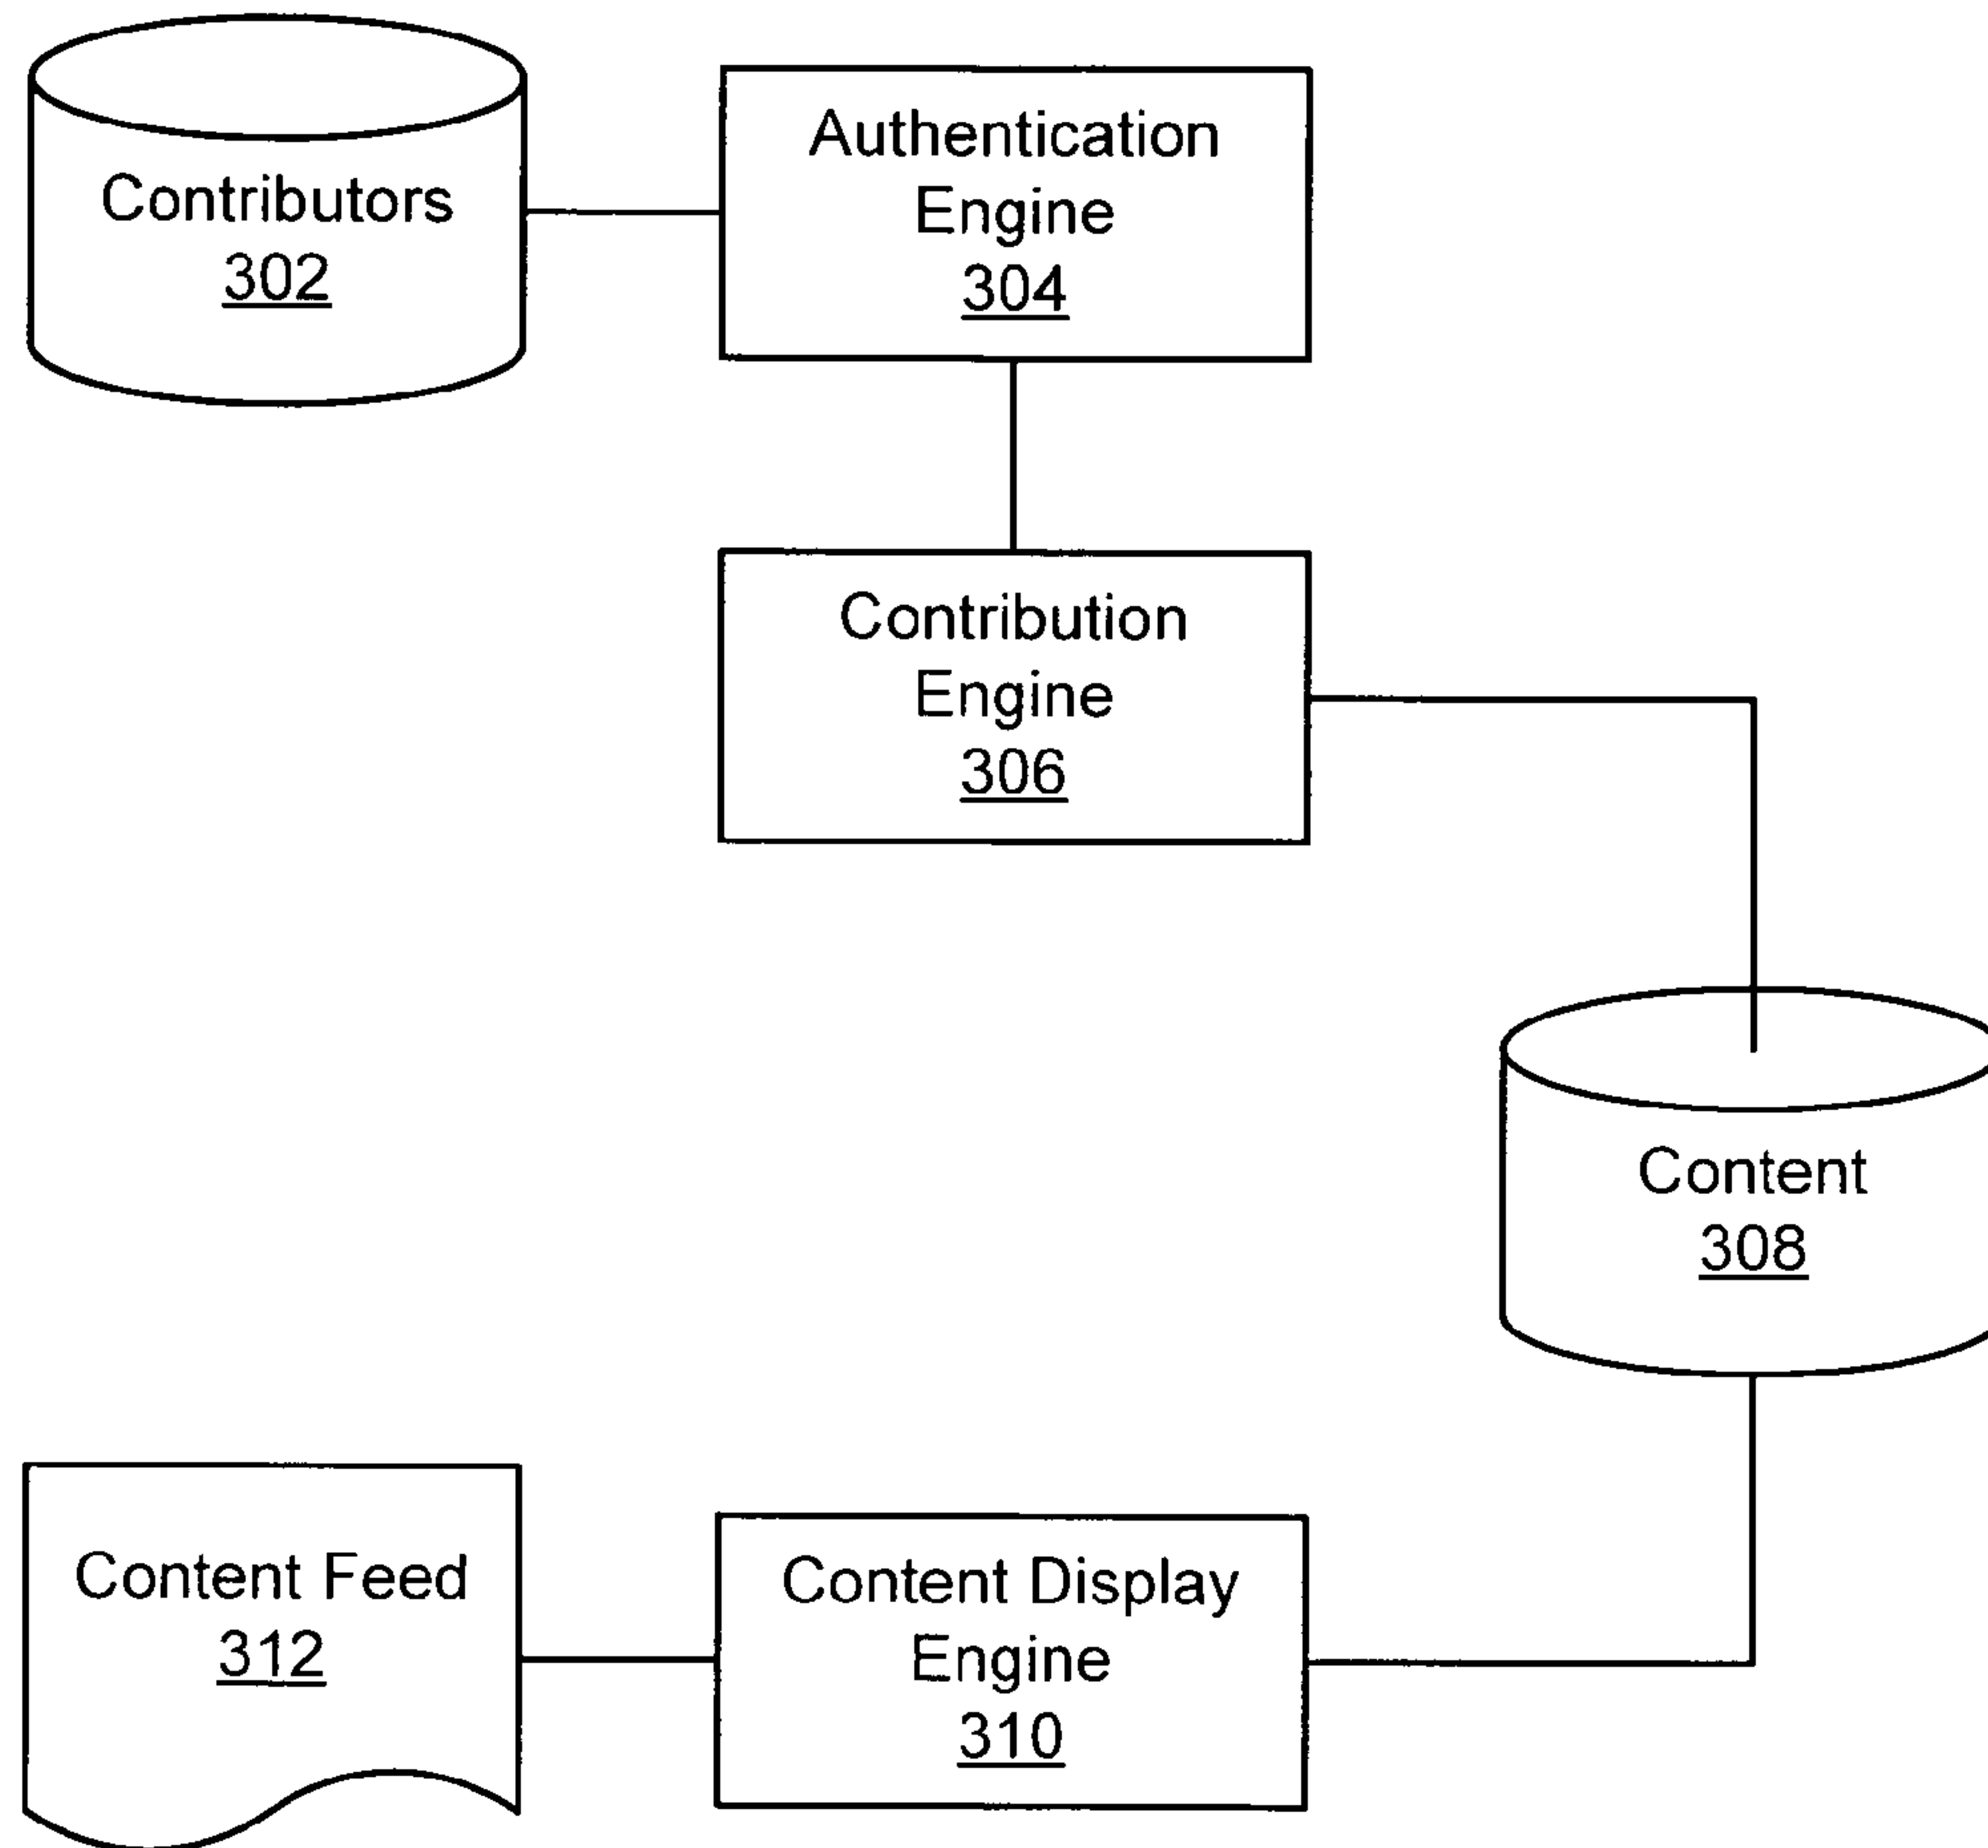 Contributors
302
Authentication
Engine
304
Contribution
Engine
306
Content
308
Content Feed
312
Content Display
Engine
310